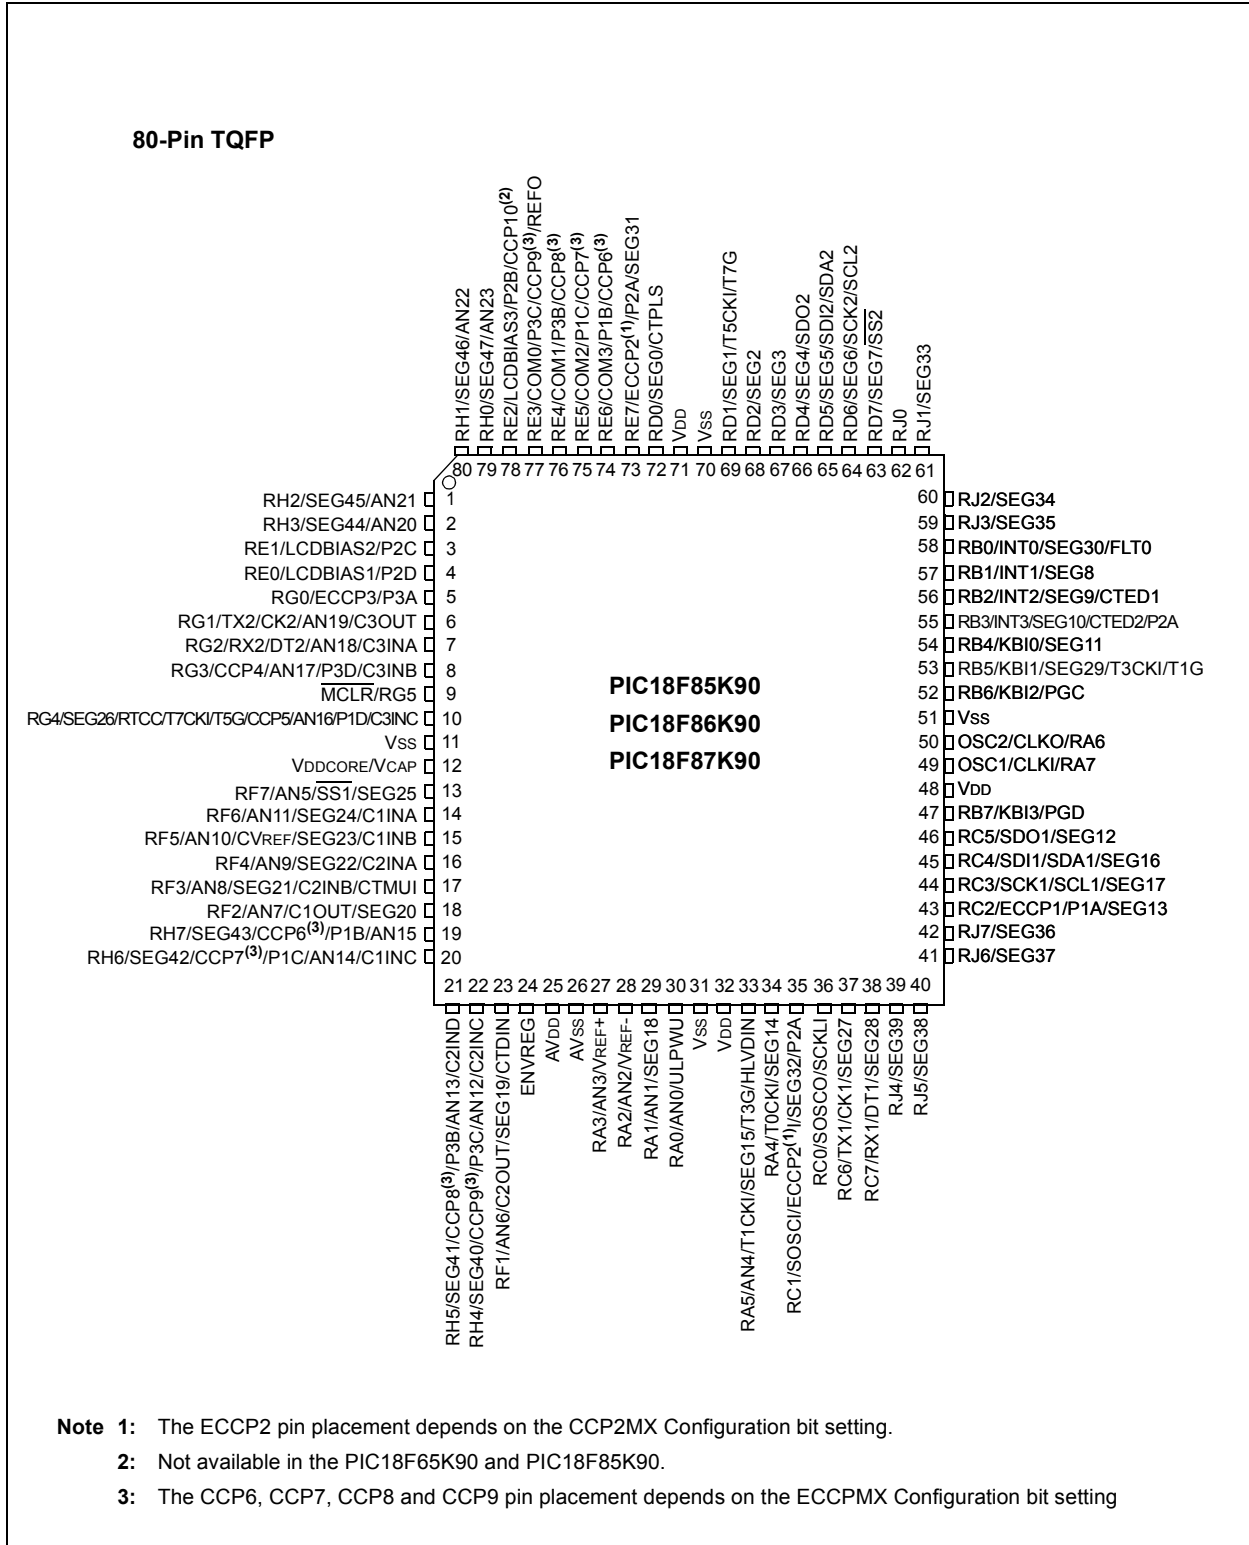 80-Pin TQFP
RH1/SEG46/AN22
RH0/SEG47/AN23
RE2/LCDBIAS3/P2B/CCP10(2)
RE3/COM0/P3C/CCP9(3)/REFO
RE4/COM1/P3B/CCP8(3)
RE5/COM2/P1C/CCP7(3)
RE6/COM3/P1B/CCP6(3)
RE7/ECCP2(1)/P2A/SEG31
RD0/SEG0/CTPLS
VDD
VSS
RD1/SEG1/T5CKI/T7G
RD2/SEG2
RD3/SEG3
RD4/SEG4/SDO2
RD5/SEG5/SDI2/SDA2
RD6/SEG6/SCK2/SCL2
RD7/SEG7/SS2
RJ0
RJ1/SEG33
80 79 78 77 76 75 74 73 72 71 70 69 68 67 66 65 64 63 62 61
RH2/SEG45/AN21 1
RH3/SEG44/AN20 2
RE1/LCDBIAS2/P2C 3
RE0/LCDBIAS1/P2D 4
RG0/ECCP3/P3A 5
RG1/TX2/CK2/AN19/C3OUT 6
RG2/RX2/DT2/AN18/C3INA 7
RG3/CCP4/AN17/P3D/C3INB 8
MCLR/RG5 9
RG4/SEG26/RTCC/T7CKI/T5G/CCP5/AN16/P1D/C3INC 10
VSS 11
VDDCORE/VCAP 12
RF7/AN5/SS1/SEG25 13
RF6/AN11/SEG24/C1INA 14
RF5/AN10/CVREF/SEG23/C1INB 15
RF4/AN9/SEG22/C2INA 16
RF3/AN8/SEG21/C2INB/CTMUI 17
RF2/AN7/C1OUT/SEG20 18
RH7/SEG43/CCP6(3)/P1B/AN15 19
RH6/SEG42/CCP7(3)/P1C/AN14/C1INC 20
PIC18F85K90
PIC18F86K90
PIC18F87K90
60 RJ2/SEG34
59 RJ3/SEG35
58 RB0/INT0/SEG30/FLT0
57 RB1/INT1/SEG8
56 RB2/INT2/SEG9/CTED1
55 RB3/INT3/SEG10/CTED2/P2A
54 RB4/KBI0/SEG11
53 RB5/KBI1/SEG29/T3CKI/T1G
52 RB6/KBI2/PGC
51 VSS
50 OSC2/CLKO/RA6
49 OSC1/CLKI/RA7
48 VDD
47 RB7/KBI3/PGD
46 RC5/SDO1/SEG12
45 RC4/SDI1/SDA1/SEG16
44 RC3/SCK1/SCL1/SEG17
43 RC2/ECCP1/P1A/SEG13
42 RJ7/SEG36
41 RJ6/SEG37
21 22 23 24 25 26 27 28 29 30 31 32 33 34 35 36 37 38 39 40
RH5/SEG41/CCP8(3)/P3B/AN13/C2IND
RH4/SEG40/CCP9(3)/P3C/AN12/C2INC
RF1/AN6/C2OUT/SEG19/CTDIN
ENVREG
AVDD
AVSS
RA3/AN3/VREF+
RA2/AN2/VREF-
RA1/AN1/SEG18
RA0/AN0/ULPWU
VSS
VDD
RA5/AN4/T1CKI/SEG15/T3G/HLVDIN
RA4/T0CKI/SEG14
RC1/SOSCI/ECCP2(1)I/SEG32/P2A
RC0/SOSCO/SCKLI
RC6/TX1/CK1/SEG27
RC7/RX1/DT1/SEG28
RJ4/SEG39
RJ5/SEG38
Note 1: The ECCP2 pin placement depends on the CCP2MX Configuration bit setting.
2: Not available in the PIC18F65K90 and PIC18F85K90.
3: The CCP6, CCP7, CCP8 and CCP9 pin placement depends on the ECCPMX Configuration bit setting